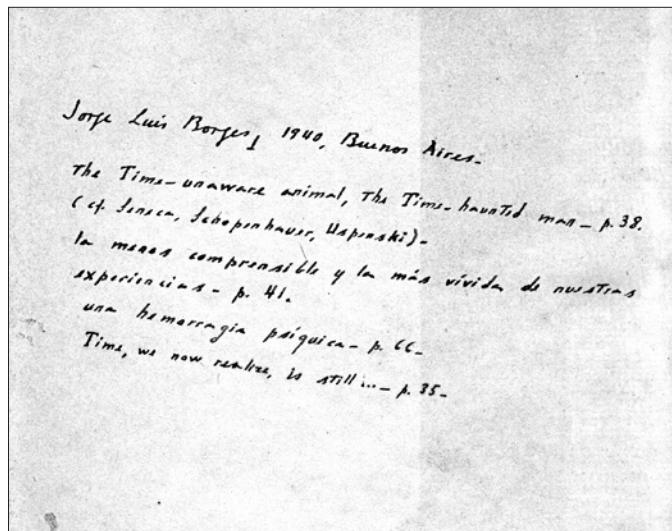 Jorge Luis Borges, 1940, Buenos Aires.
The Time-unaware animal, the Time-haunted man - p. 38.
(cf. Seneca, Schopenhauer, Uspenski).
la menos comprensible y la más vívida de nuestras
experiencias - p. 41.
una hemorragia psíquica - p. 66.
Time, we now realize, is still... - p. 35.